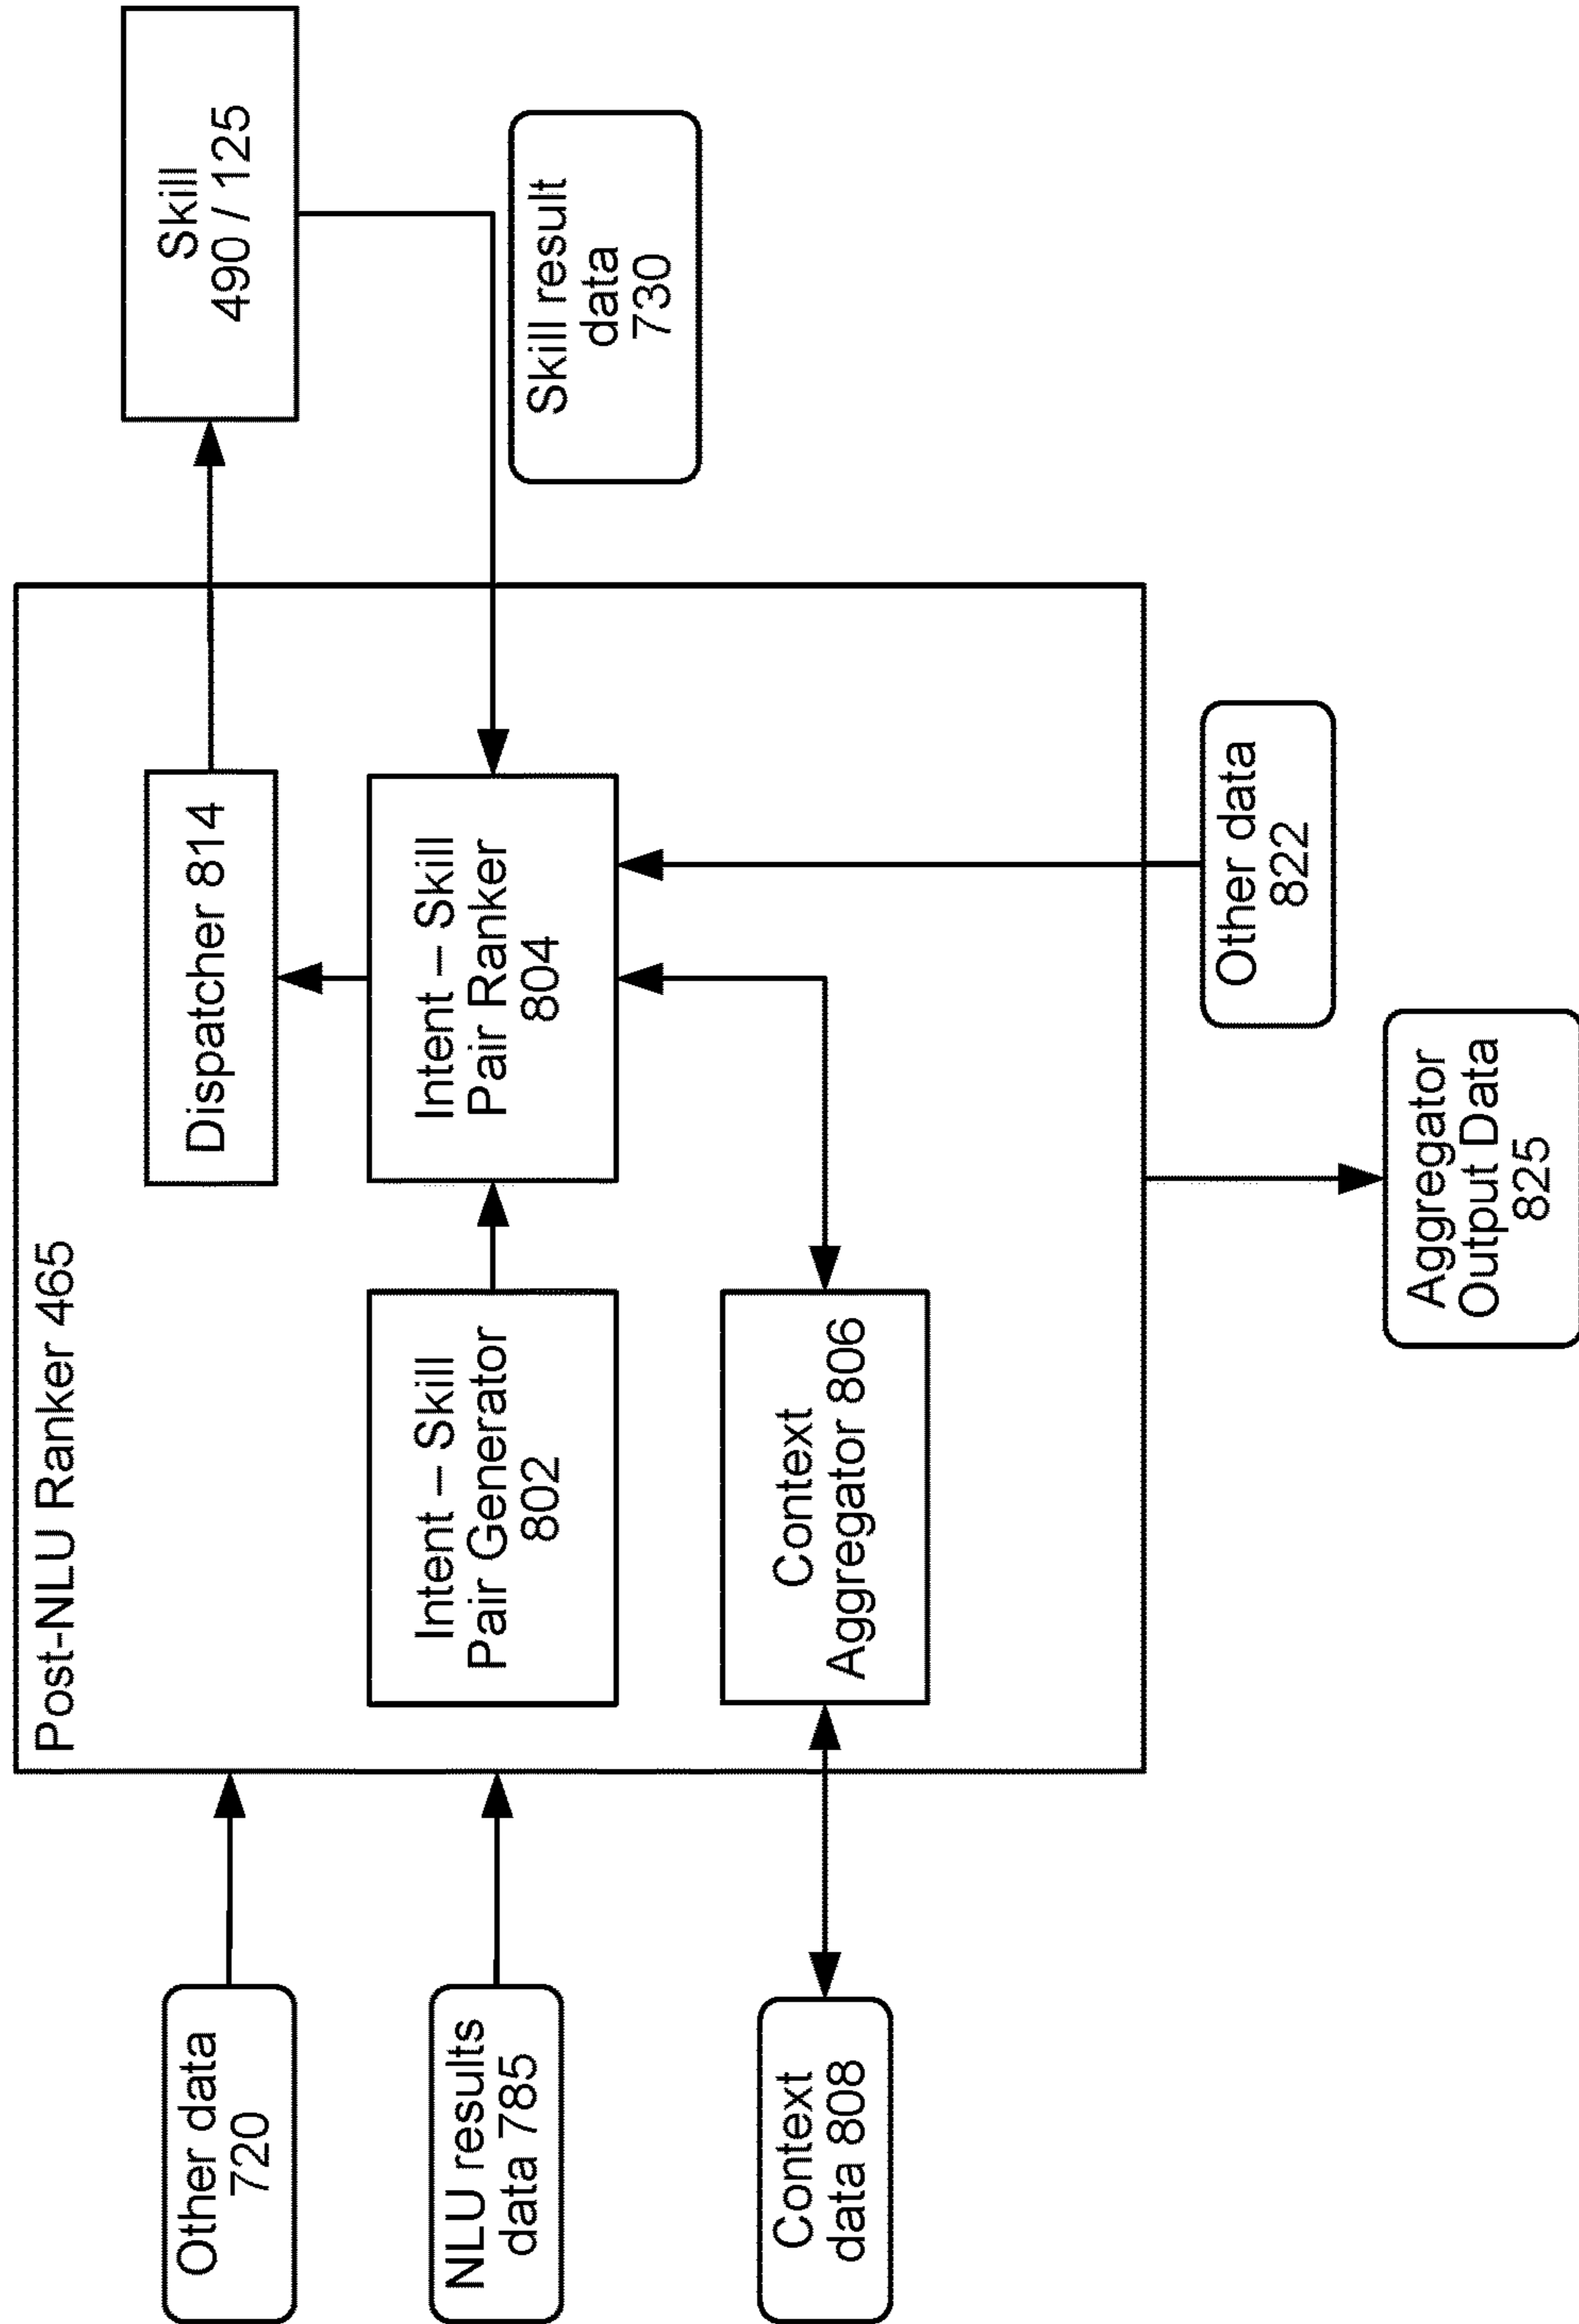 Post-NLU Ranker 465
Other data
720
NLU results
data 785
Context
data 808
Dispatcher 814
Intent – Skill
Pair Generator
802
Intent – Skill
Pair Ranker
804
Context
Aggregator 806
Skill
490 / 125
Skill result
data
730
Other data
822
Aggregator
Output Data
825